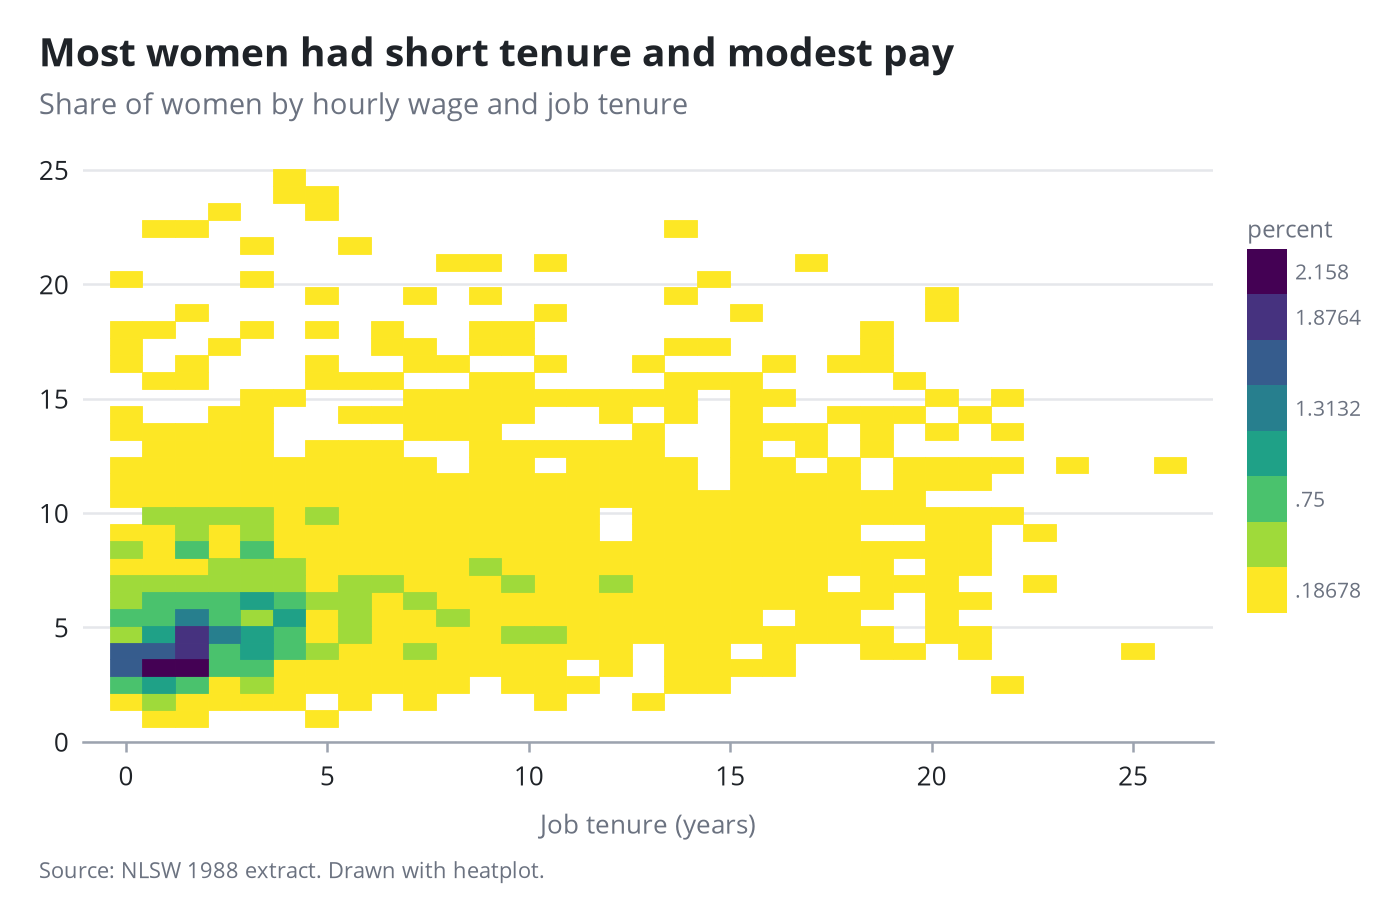 Most women had short tenure and modest pay
Share of women by hourly wage and job tenure
25
20
15
10
5
0
0 5 10 15 20 25
Job tenure (years)
percent
2.158
1.8764
1.3132
.75
.18678
Source: NLSW 1988 extract. Drawn with heatplot.